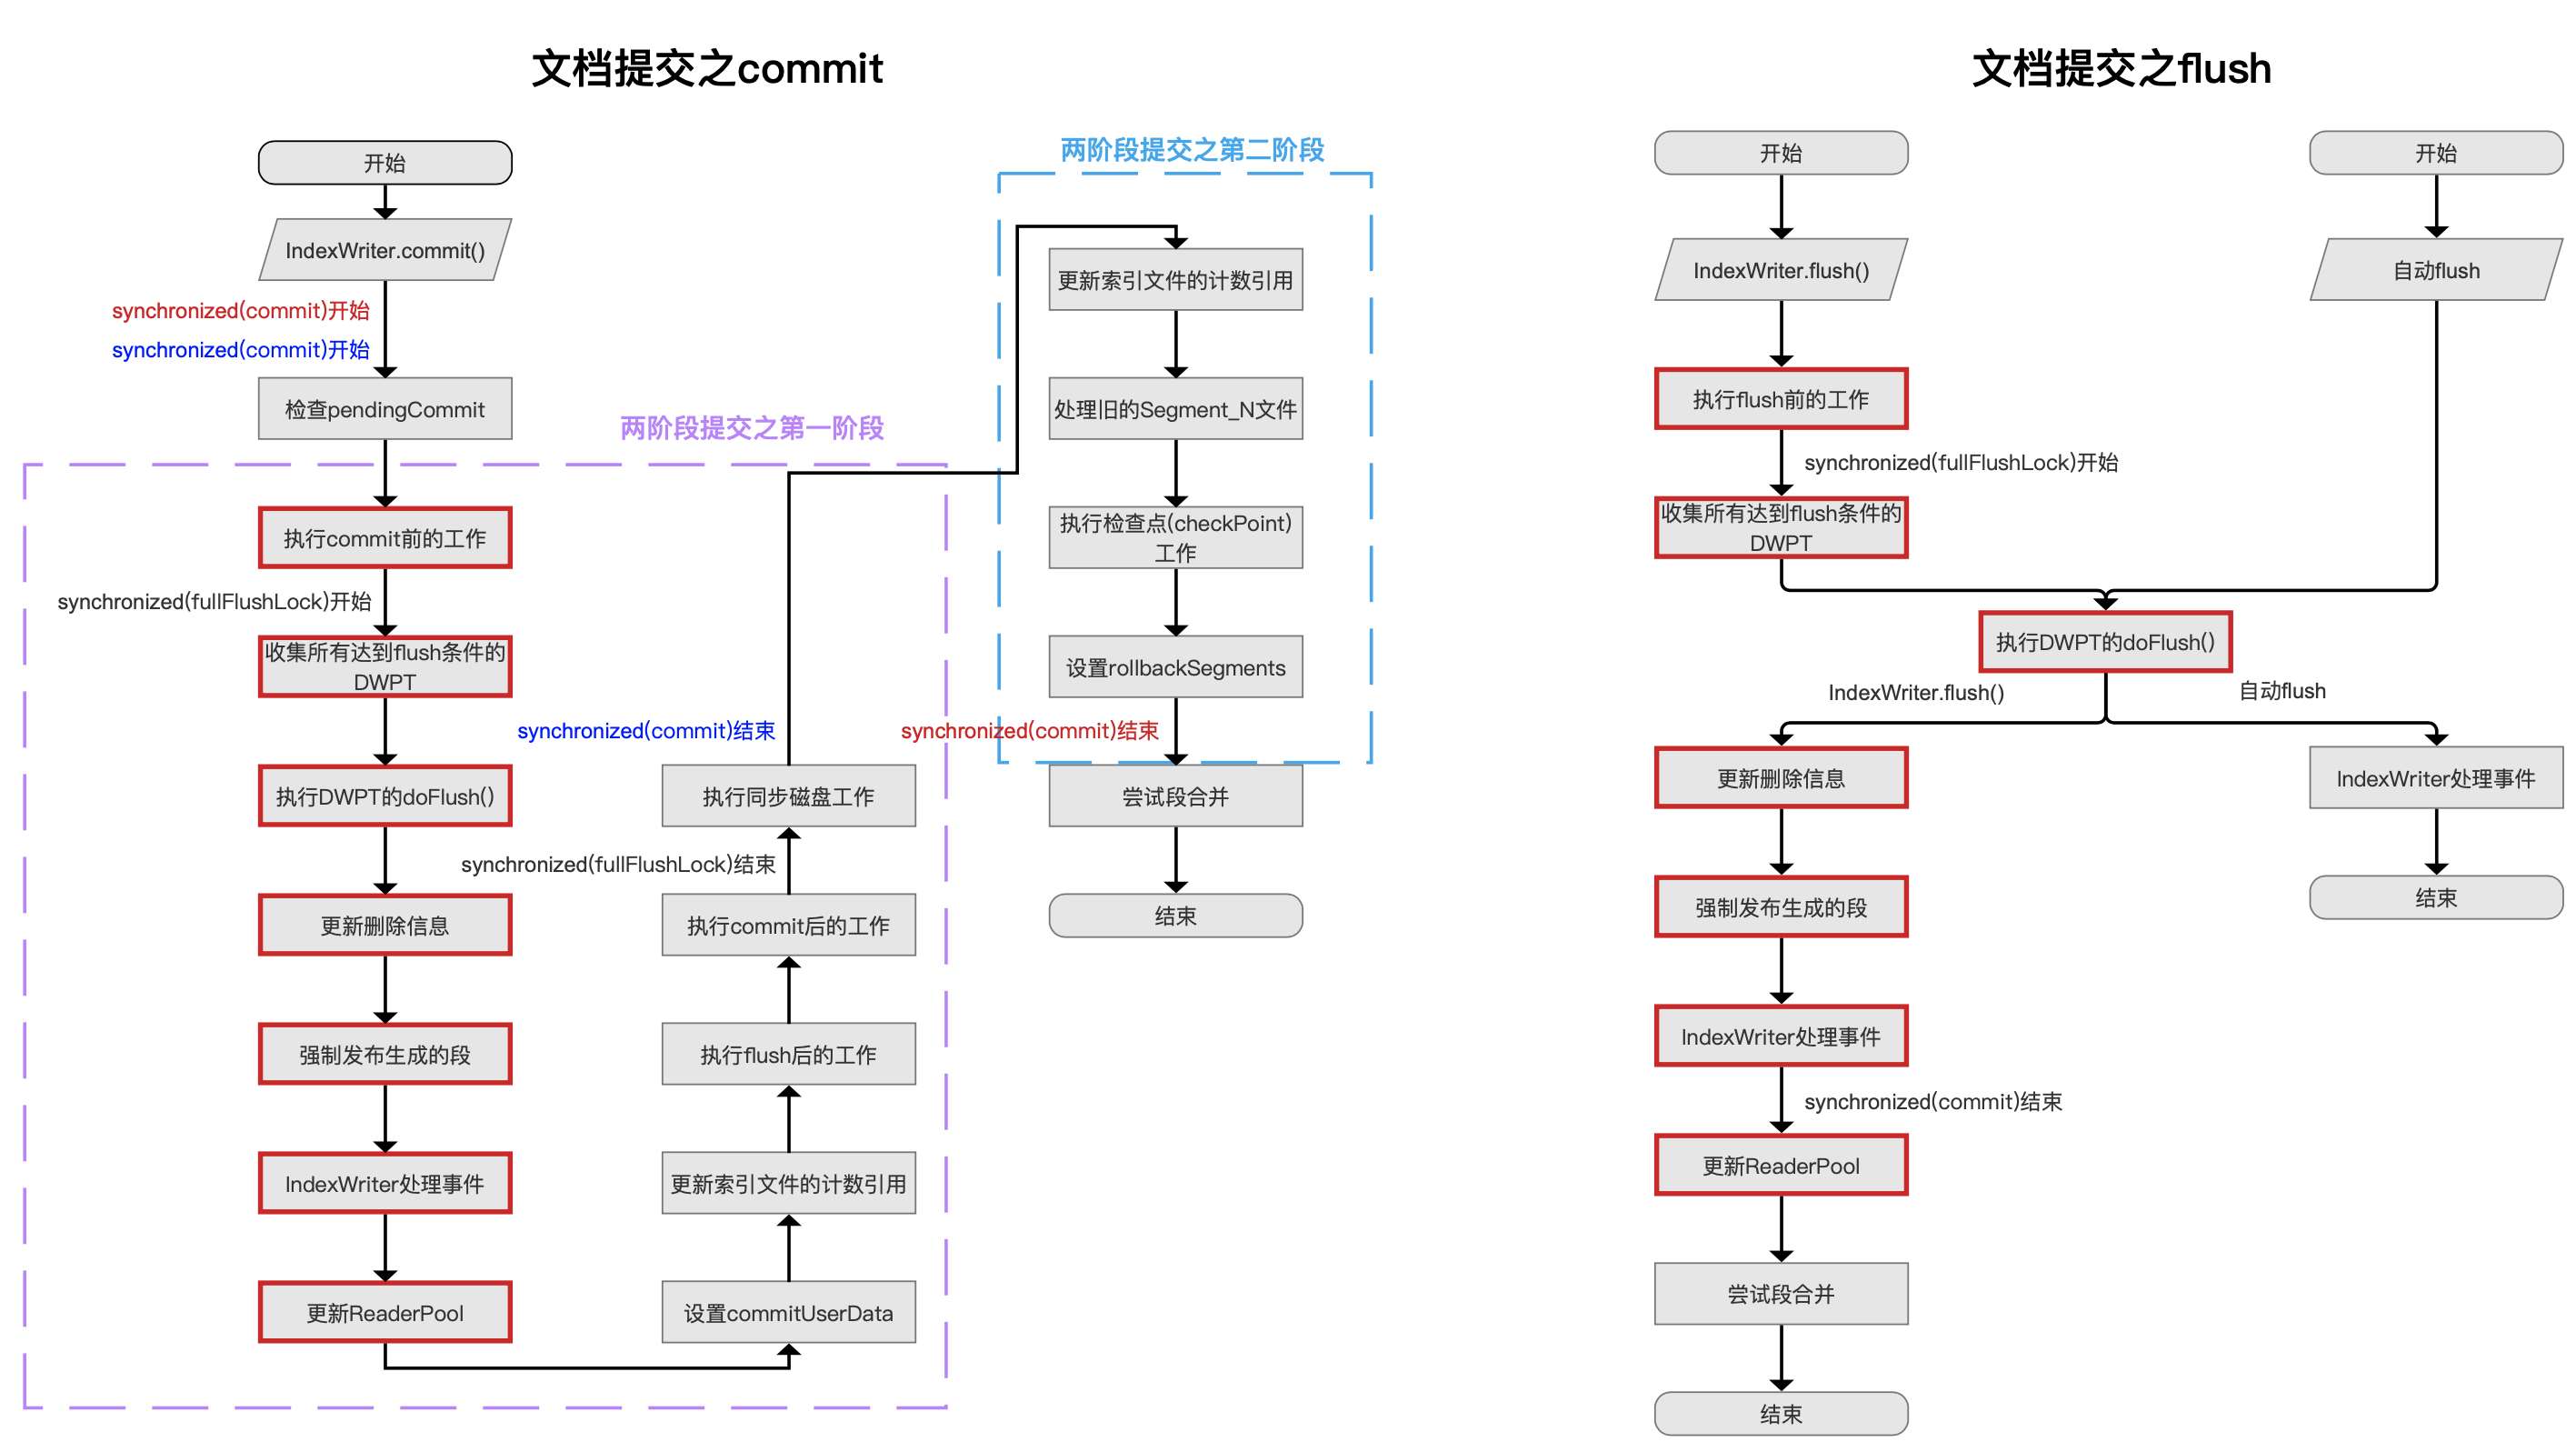 文档提交之commit
开始
IndexWriter.commit()
synchronized(commit)开始
synchronized(commit)开始
检查pendingCommit
两阶段提交之第一阶段
执行commit前的工作
synchronized(fullFlushLock)开始
收集所有达到flush条件的
DWPT
执行DWPT的doFlush()
更新删除信息
强制发布生成的段
IndexWriter处理事件
更新ReaderPool
设置commitUserData
更新索引文件的计数引用
执行flush后的工作
执行commit后的工作
synchronized(fullFlushLock)结束
执行同步磁盘工作
synchronized(commit)结束
两阶段提交之第二阶段
更新索引文件的计数引用
处理旧的Segment_N文件
执行检查点(checkPoint)
工作
设置rollbackSegments
synchronized(commit)结束
尝试段合并
结束
文档提交之flush
开始
IndexWriter.flush()
执行flush前的工作
synchronized(fullFlushLock)开始
收集所有达到flush条件的
DWPT
开始
自动flush
执行DWPT的doFlush()
IndexWriter.flush()
自动flush
更新删除信息
强制发布生成的段
IndexWriter处理事件
synchronized(commit)结束
更新ReaderPool
尝试段合并
结束
IndexWriter处理事件
结束